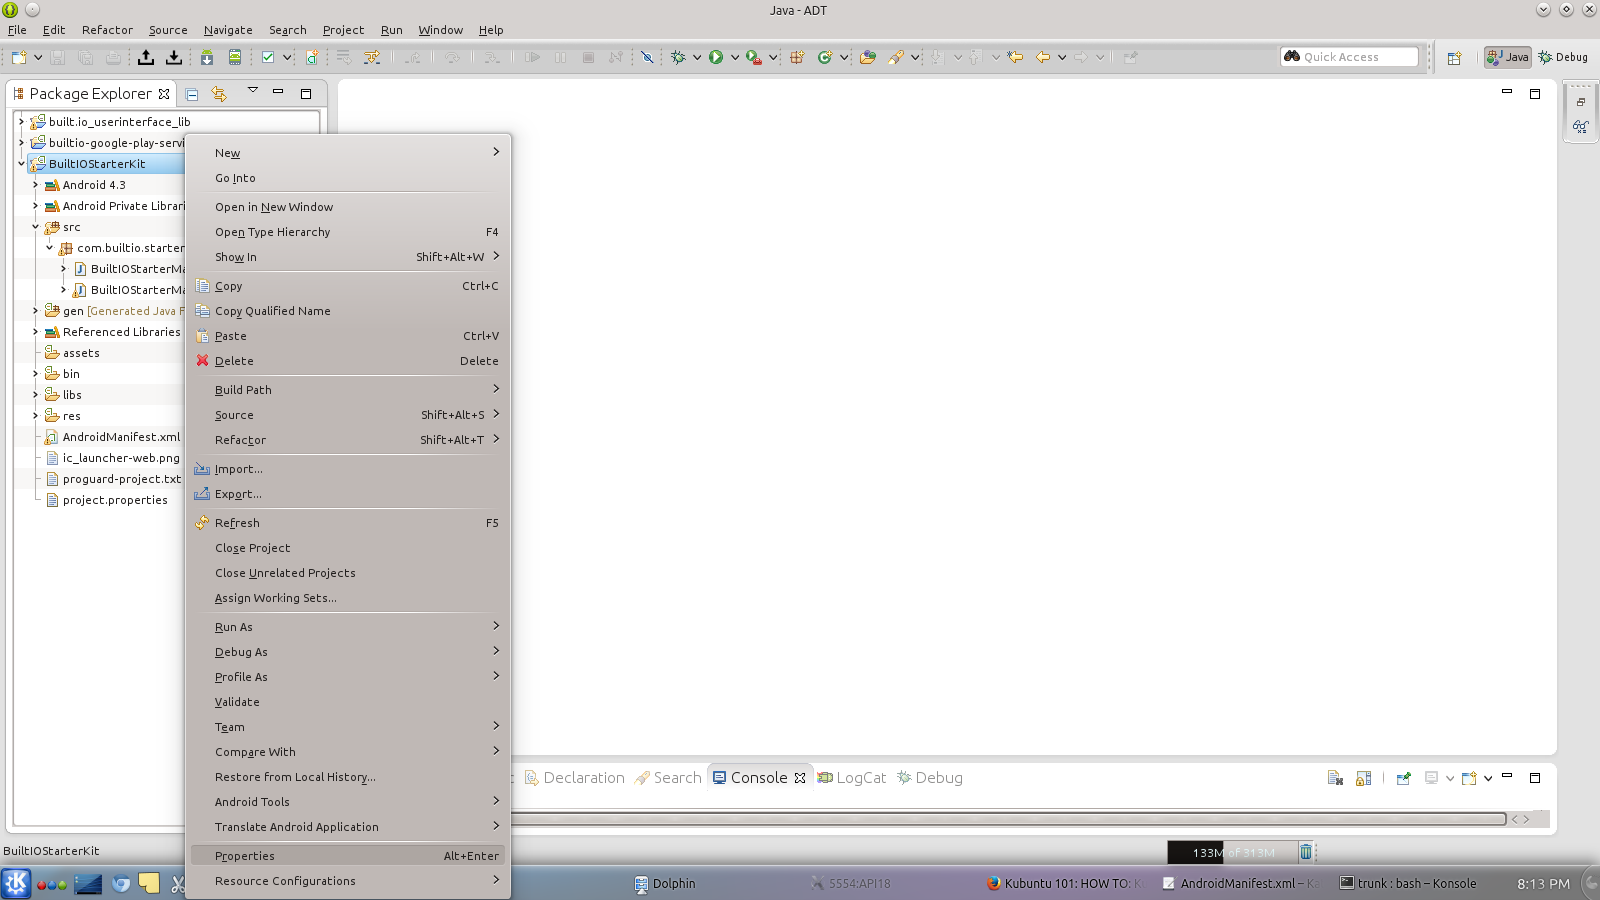 Java - ADT
File Edit Refactor Source Navigate Search Project Run Window Help
Quick Access
Java
Debug
Package Explorer
built.io_userinterface_lib
builtio-google-play-servi
BuiltIOStarterKit
Android 4.3
Android Private Librari
src
com.builtio.starter
BuiltIOStarterMa
BuiltIOStarterMa
gen [Generated Java F
Referenced Libraries
assets
bin
libs
res
AndroidManifest.xml
ic_launcher-web.png
proguard-project.txt
project.properties
New
Go Into
Open in New Window
Open Type Hierarchy F4
Show In Shift+Alt+W
Copy Ctrl+C
Copy Qualified Name
Paste Ctrl+V
Delete Delete
Build Path
Source Shift+Alt+S
Refactor Shift+Alt+T
Import...
Export...
Refresh F5
Close Project
Close Unrelated Projects
Assign Working Sets...
Run As
Debug As
Profile As
Validate
Team
Compare With
Restore from Local History...
Android Tools
Translate Android Application
Properties Alt+Enter
Resource Configurations
Declaration Search Console LogCat Debug
BuiltIOStarterKit
133M of 313M
Dolphin
5554:API18
Kubuntu 101: HOW TO: K
AndroidManifest.xml – Ka
trunk : bash – Konsole
8:13 PM